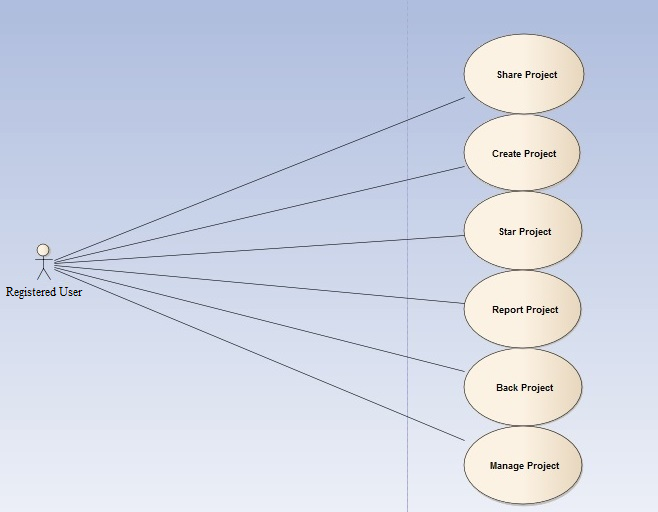 Share Project
Create Project
Star Project
Registered User
Report Project
Back Project
Manage Project